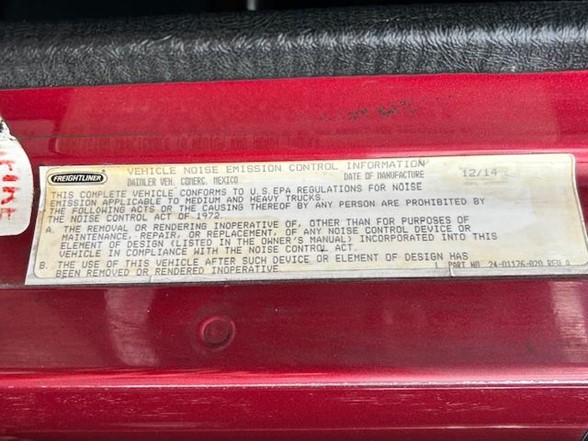 FREIGHTLINER
VEHICLE NOISE EMISSION CONTROL INFORMATION
DAIMLER VEH. COMERC. MEXICO DATE OF MANUFACTURE 12/14
THIS COMPLETE VEHICLE CONFORMS TO U.S.EPA REGULATIONS FOR NOISE
EMISSION APPLICABLE TO MEDIUM AND HEAVY TRUCKS.
THE FOLLOWING ACTS OR THE CAUSING THEREOF BY ANY PERSON ARE PROHIBITED BY
THE NOISE CONTROL ACT OF 1972.
A. THE REMOVAL OR RENDERING INOPERATIVE OF, OTHER THAN FOR PURPOSES OF
MAINTENANCE, REPAIR, OR REPLACEMENT, OF ANY NOISE CONTROL DEVICE OR
ELEMENT OF DESIGN (LISTED IN THE OWNER'S MANUAL) INCORPORATED INTO THIS
VEHICLE IN COMPLIANCE WITH THE NOISE CONTROL ACT.
B. THE USE OF THIS VEHICLE AFTER SUCH DEVICE OR ELEMENT OF DESIGN HAS
BEEN REMOVED OR RENDERED INOPERATIVE PART NO. 24-01176-020 REV